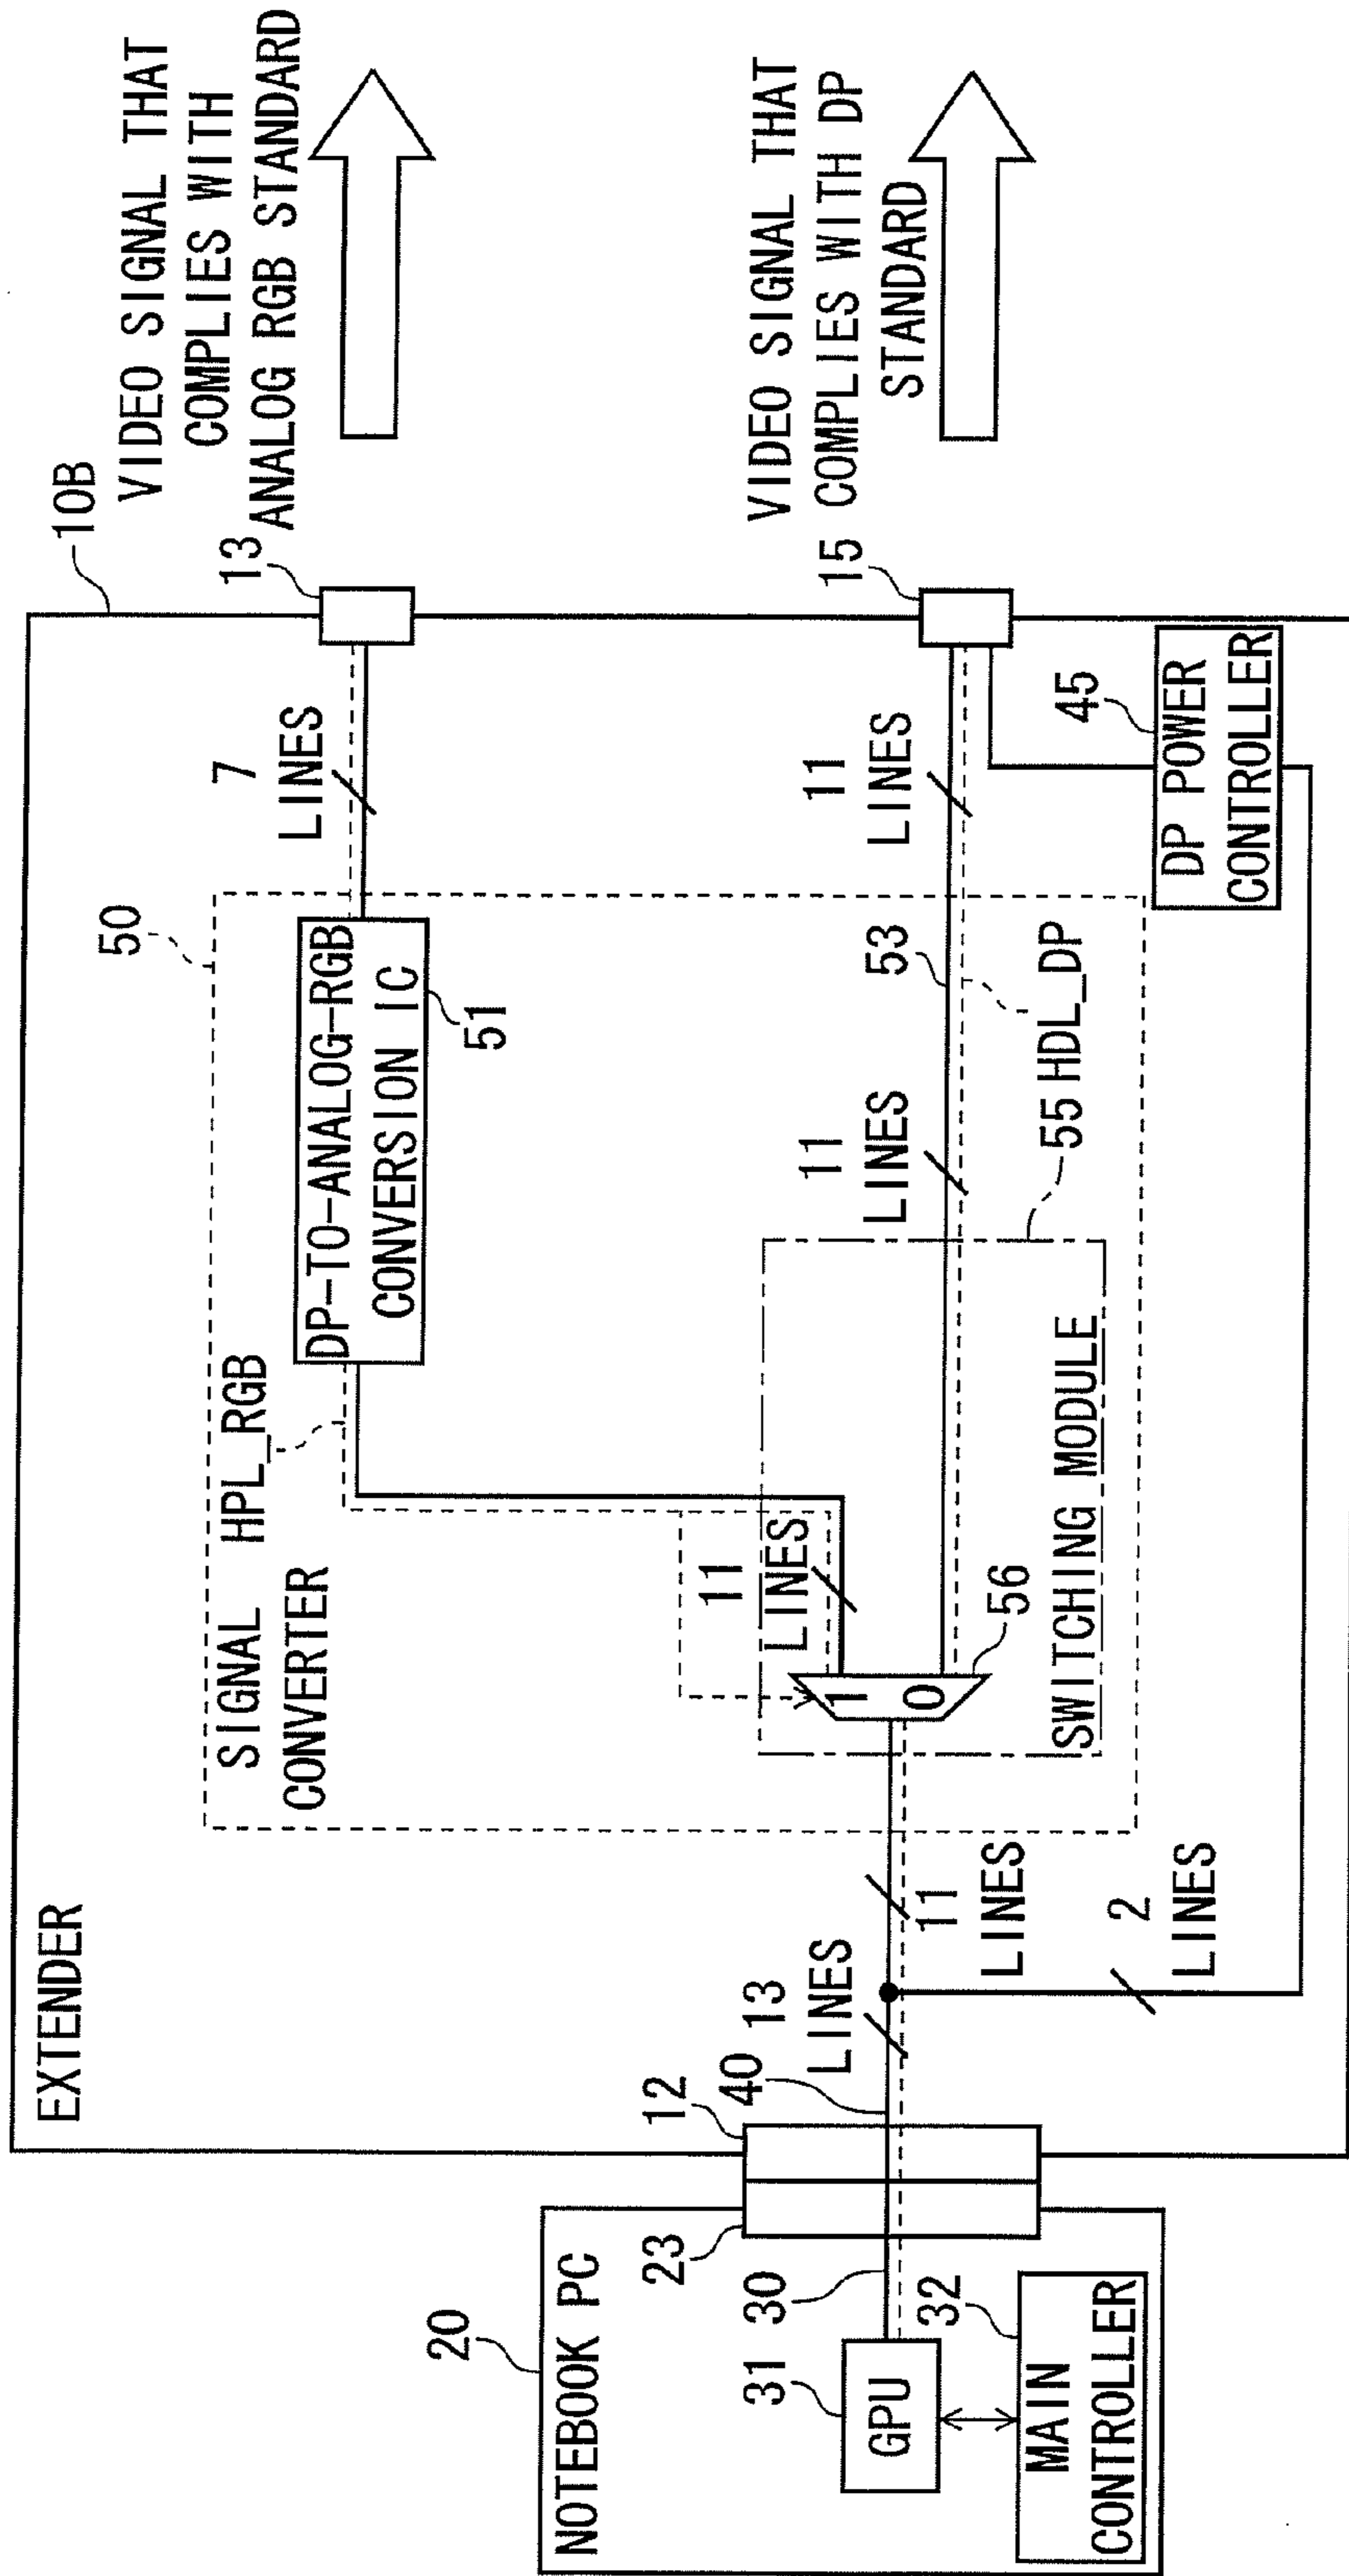 EXTENDER
10B
VIDEO SIGNAL THAT
COMPLIES WITH
ANALOG RGB STANDARD
13
7
LINES
50
SIGNAL
CONVERTER
HPL_RGB
DP-TO-ANALOG-RGB
CONVERSION IC
51
VIDEO SIGNAL THAT
COMPLIES WITH DP
STANDARD
15
11
LINES
53
11
LINES
11
LINES
1
0
56
SWITCHING MODULE
55
HDL_DP
45
DP POWER
CONTROLLER
11
LINES
2
LINES
13
LINES
40
12
23
20
NOTEBOOK PC
30
31
GPU
32
MAIN
CONTROLLER